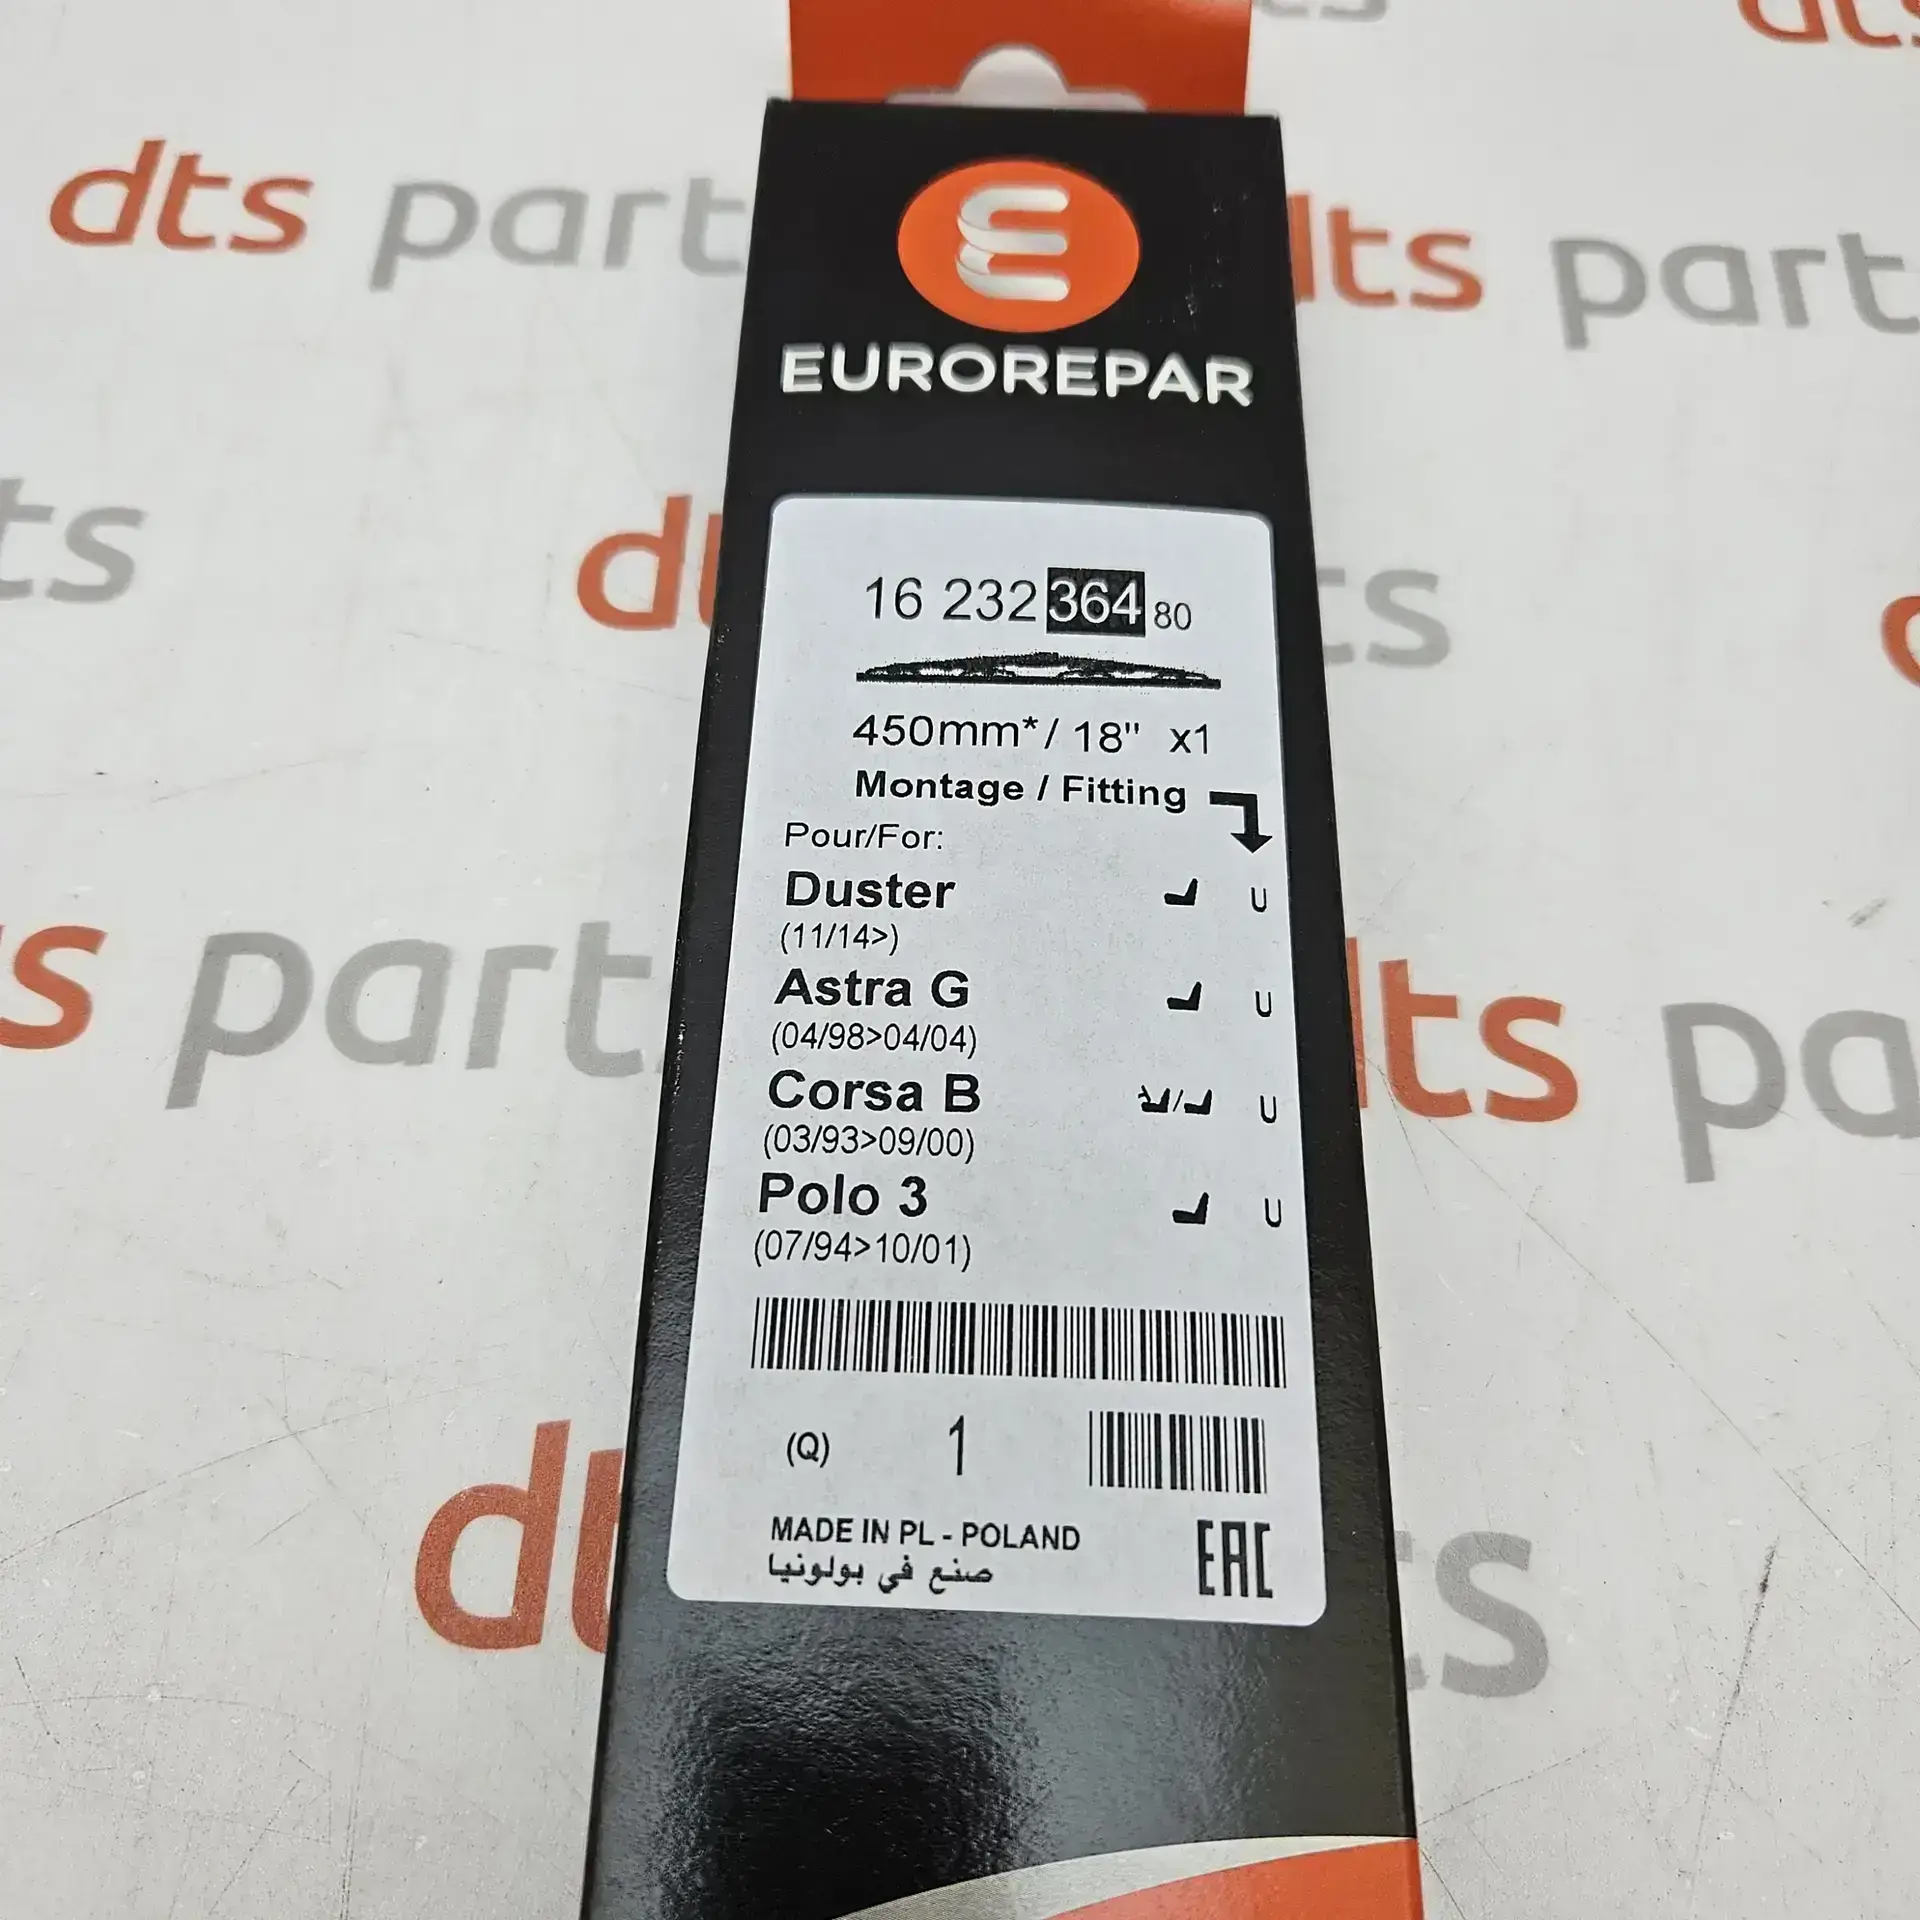 dts parts
dts parts
EUROREPAR
16 232 364 80
450mm*/ 18" x1
Montage / Fitting
Pour/For:
Duster U
(11/14>)
Astra G U
(04/98>04/04)
Corsa B / U
(03/93>09/00)
Polo 3 U
(07/94>10/01)
(Q) 1
MADE IN PL - POLAND
صنع في بولونيا
EAC